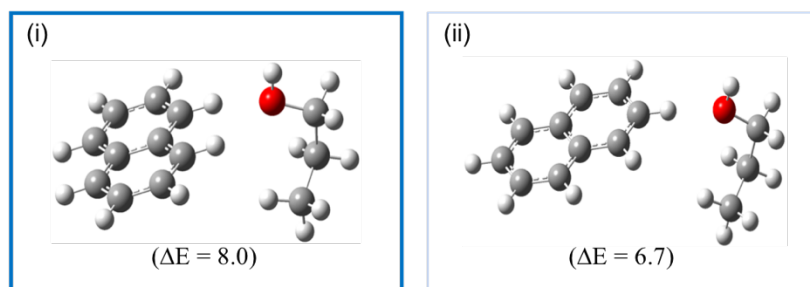 (i)
(ΔE = 8.0)
(ii)
(ΔE = 6.7)